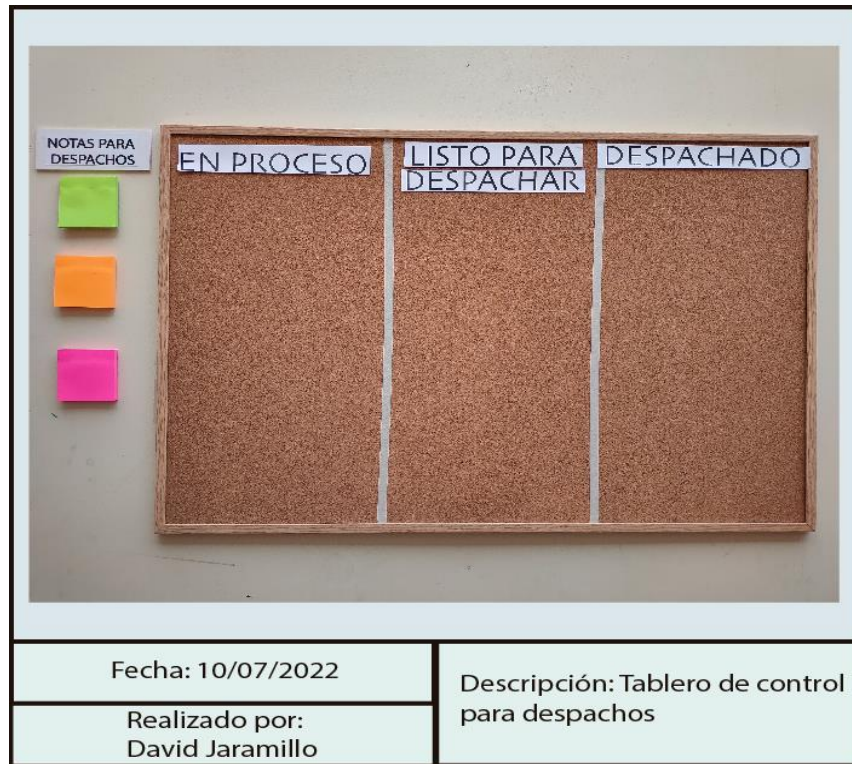 NOTAS PARA
DESPACHOS
EN PROCESO
LISTO PARA
DESPACHAR
DESPACHADO
Fecha: 10/07/2022
Realizado por:
David Jaramillo
Descripción: Tablero de control
para despachos